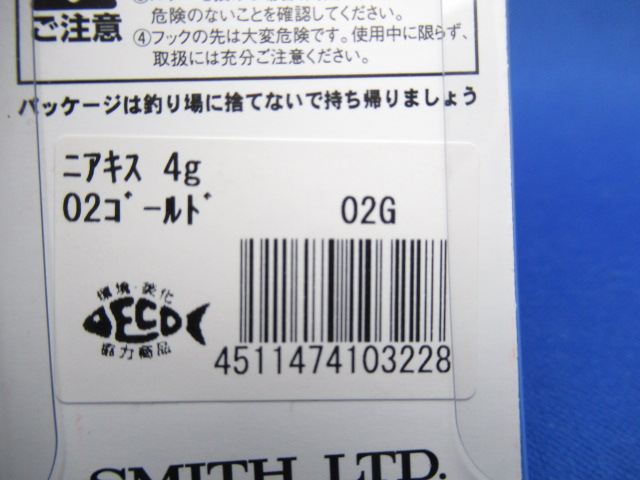 危険のないことを確認してください。
ご注意
④フックの先は大変危険です。使用中に限らず、
取扱には充分ご注意ください。
パッケージは釣り場に捨てないで持ち帰りましょう
ニアキス 4g
02ゴールド 02G
環境・美化
ECO
協力商品
4511474103228
SMITH LTD.